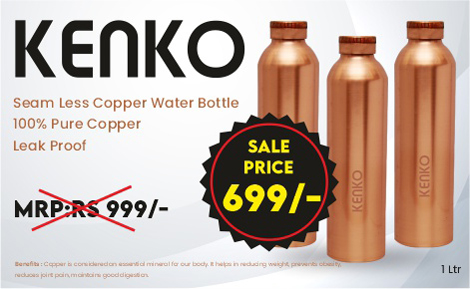 KENKO
Seam Less Copper Water Bottle
100% Pure Copper
Leak Proof
SALE
PRICE
699/-
MRP:RS 999/-
KENKO
KENKO
Benefits : Copper is considered an essential mineral for our body. It helps in reducing weight, prevents obesity,
reduces joint pain, maintains good digestion.
1 Ltr